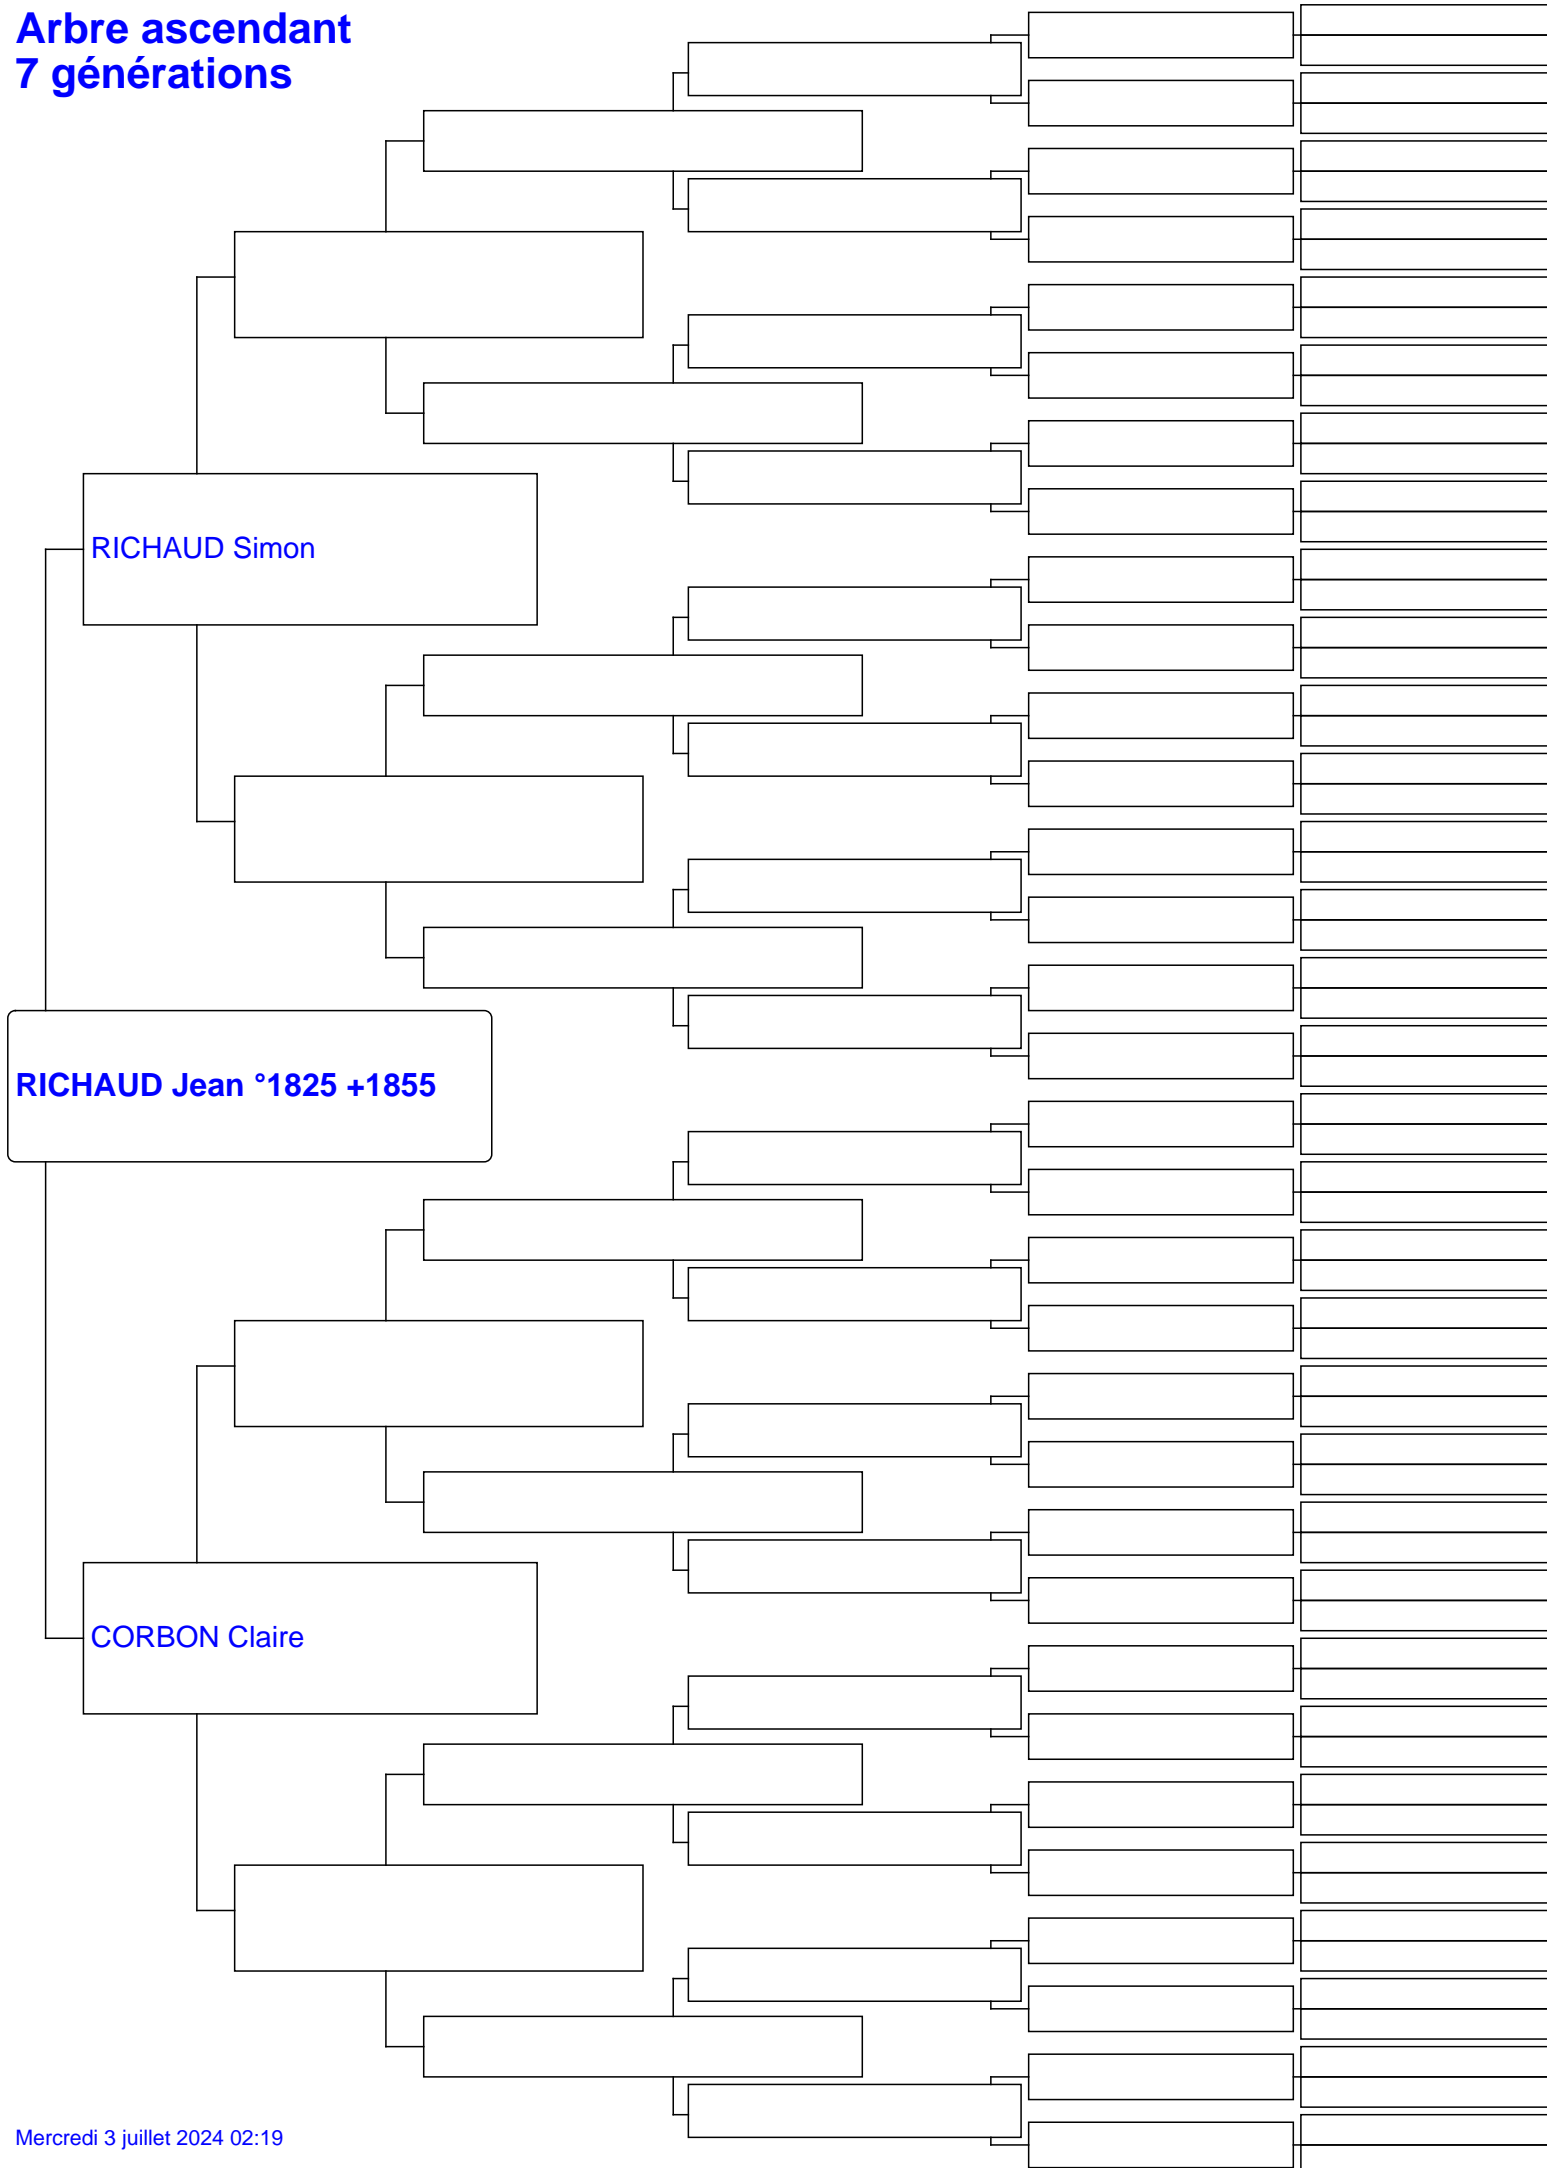 Arbre ascendant
7 générations
RICHAUD Simon
RICHAUD Jean °1825 +1855
CORBON Claire
Mercredi 3 juillet 2024 02:19